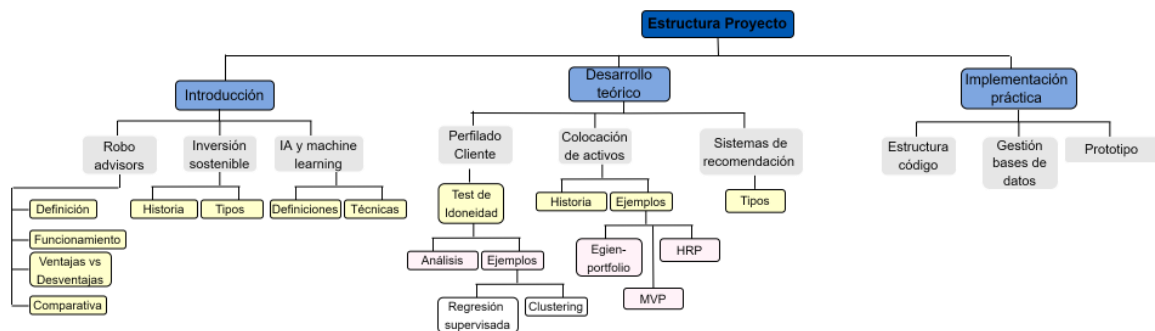 Estructura Proyecto
Introducción
Desarrollo
teórico
Implementación
práctica
Robo
advisors
Inversión
sostenible
IA y machine
learning
Perfilado
Cliente
Colocación
de activos
Sistemas de
recomendación
Estructura
código
Gestión
bases de
datos
Prototipo
Definición
Funcionamiento
Ventajas vs
Desventajas
Comparativa
Historia
Tipos
Definiciones
Técnicas
Test de
Idoneidad
Historia
Ejemplos
Tipos
Análisis
Ejemplos
Egien-
portfolio
HRP
MVP
Regresión
supervisada
Clustering